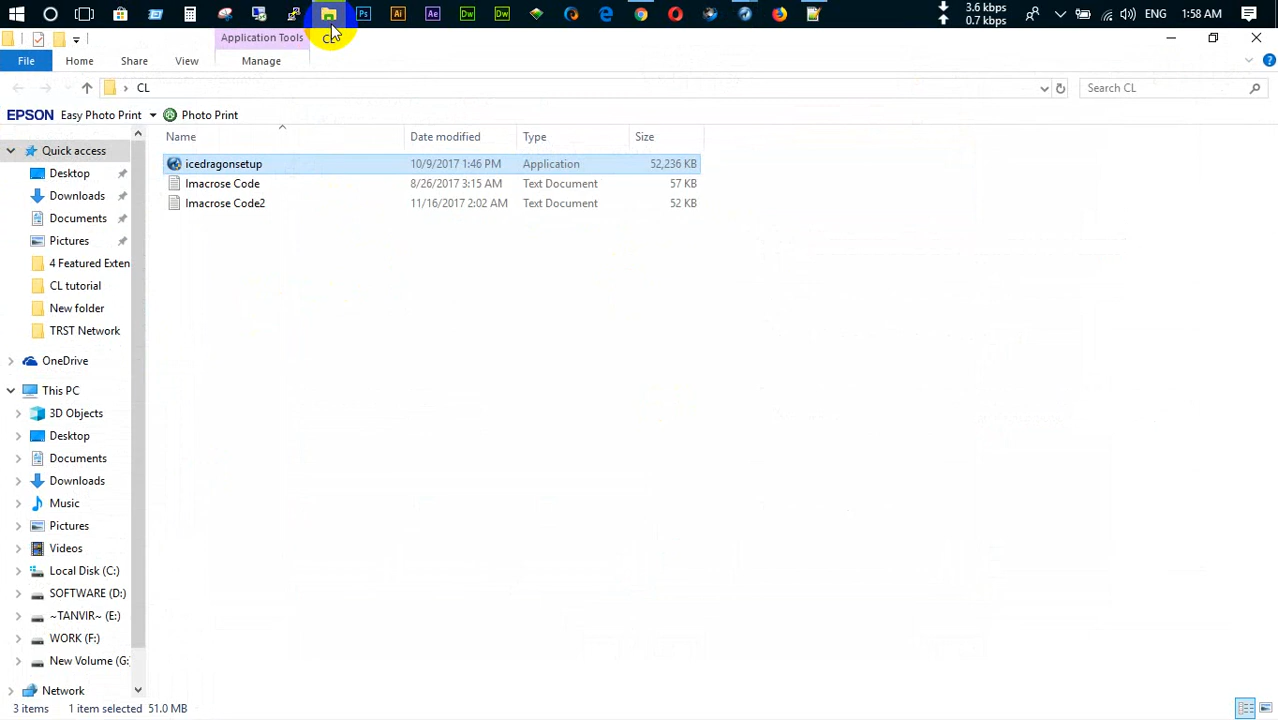 Ps Ai Ae Dw Dw 3.6 kbps 0.7 kbps ENG 1:58 AM
Application Tools
File Home Share View Manage
CL Search CL
EPSON Easy Photo Print Photo Print
Name Date modified Type Size
Quick access
icedragonsetup 10/9/2017 1:46 PM Application 52,236 KB
Desktop Imacrose Code 8/26/2017 3:15 AM Text Document 57 KB
Downloads Imacrose Code2 11/16/2017 2:02 AM Text Document 52 KB
Documents
Pictures
4 Featured Exten
CL tutorial
New folder
TRST Network
OneDrive
This PC
3D Objects
Desktop
Documents
Downloads
Music
Pictures
Videos
Local Disk (C:)
SOFTWARE (D:)
~TANVIR~ (E:)
WORK (F:)
New Volume (G:
Network
3 items 1 item selected 51.0 MB